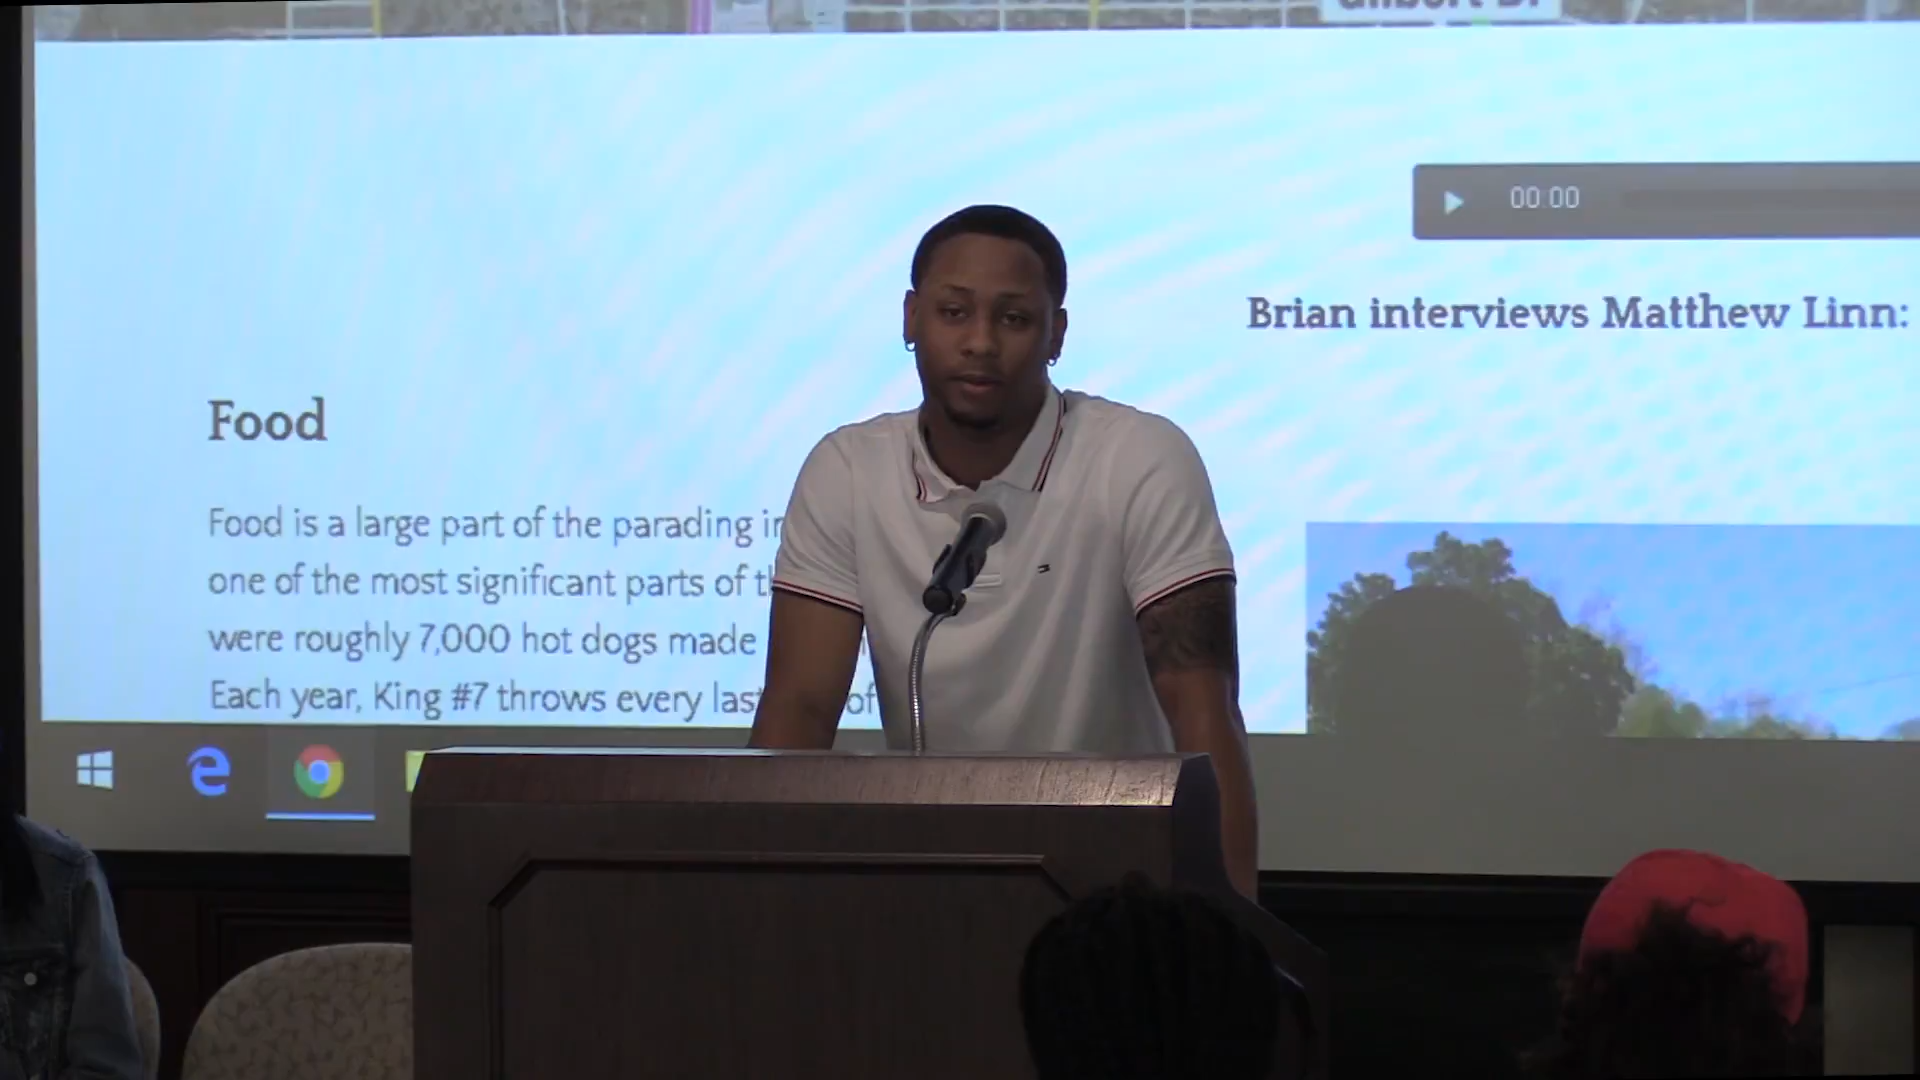 00:00
Brian interviews Matthew Linn:
Food
Food is a large part of the parading
one of the most significant parts of
were roughly 7,000 hot dogs made
Each year, King #7 throws every last of